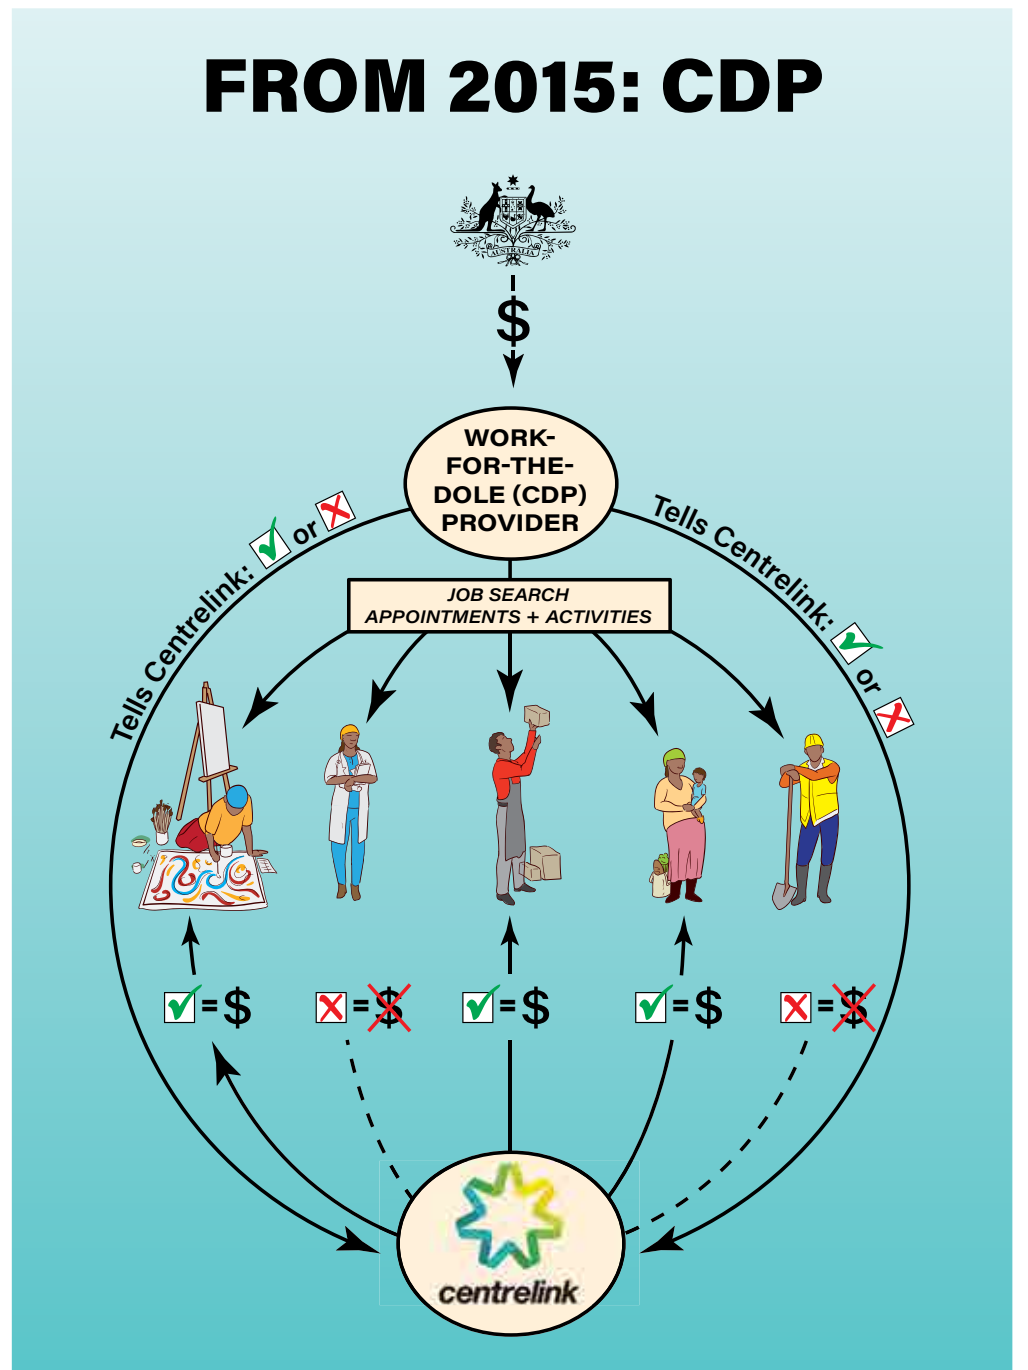 FROM 2015: CDP
AUSTRALIA
$
WORK-
FOR-THE-
DOLE (CDP)
PROVIDER
Tells Centrelink: or
Tells Centrelink: or
JOB SEARCH
APPOINTMENTS + ACTIVITIES
= $
= $
= $
= $
= $
centrelink